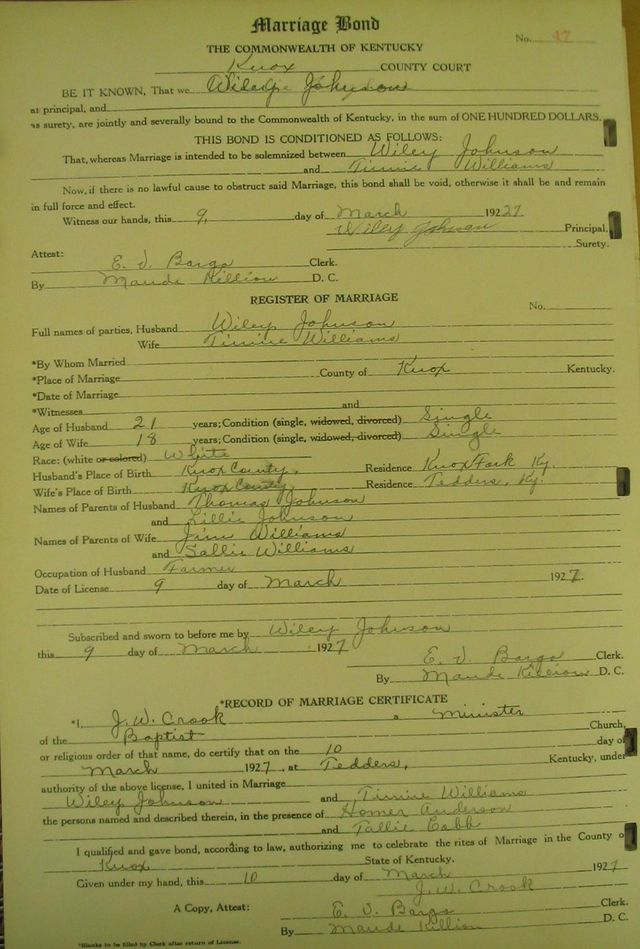 Marriage Bond
No. 47
THE COMMONWEALTH OF KENTUCKY
Knox COUNTY COURT
BE IT KNOWN, That we Johnson
as principal, and
as surety, are jointly and severally bound to the Commonwealth of Kentucky, in the sum of ONE HUNDRED DOLLARS.
THIS BOND IS CONDITIONED AS FOLLOWS:
That, whereas Marriage is intended to be solemnized between Wiley Johnson
and Tinnie Williams
Now, if there is no lawful cause to obstruct said Marriage, this bond shall be void, otherwise it shall be and remain
in full force and effect.
Witness our hands, this 9, day of March 1927
Wiley Johnson Principal,
Surety.
Attest:
E. V. Bargo Clerk.
By Maude Killion D. C.
REGISTER OF MARRIAGE
No.
Full names of parties, Husband Wiley Johnson
Wife Tinnie Williams
*By Whom Married
*Place of Marriage County of Knox Kentucky.
*Date of Marriage
*Witnesses and
Age of Husband 21 years; Condition (single, widowed, divorced) Single
Age of Wife 18 years; Condition (single, widowed, divorced) Single
Race: (white or colored) White
Husband's Place of Birth Knox County, Residence Knox Fork Ky.
Wife's Place of Birth Knox County Residence Tedders, Ky.
Names of Parents of Husband Thomas Johnson
and Lillie Johnson
Names of Parents of Wife Jim Williams
and Sallie Williams
Occupation of Husband Farmer
Date of License 9 day of March 1927.
Subscribed and sworn to before me by Wiley Johnson
this 9 day of March 1927
E. V. Bargo Clerk.
By Maude Killion D. C.
*RECORD OF MARRIAGE CERTIFICATE
*I, J. W. Crook a Minister
of the Baptist Church,
or religious order of that name, do certify that on the 10 day of
March 1927, at Tedders, Kentucky, under
authority of the above license, I united in Marriage
Wiley Johnson and Tinnie Williams
the persons named and described therein, in the presence of Homer Anderson
and Tallie Cobb
I qualified and gave bond, according to law, authorizing me to celebrate the rites of Marriage in the County o
Knox State of Kentucky.
Given under my hand, this 10 day of March 1927
J. W. Crook
A Copy, Attest: E. V. Bargo Clerk.
By Maude Killion D. C.
*Blanks to be filled by Clerk after return of License.